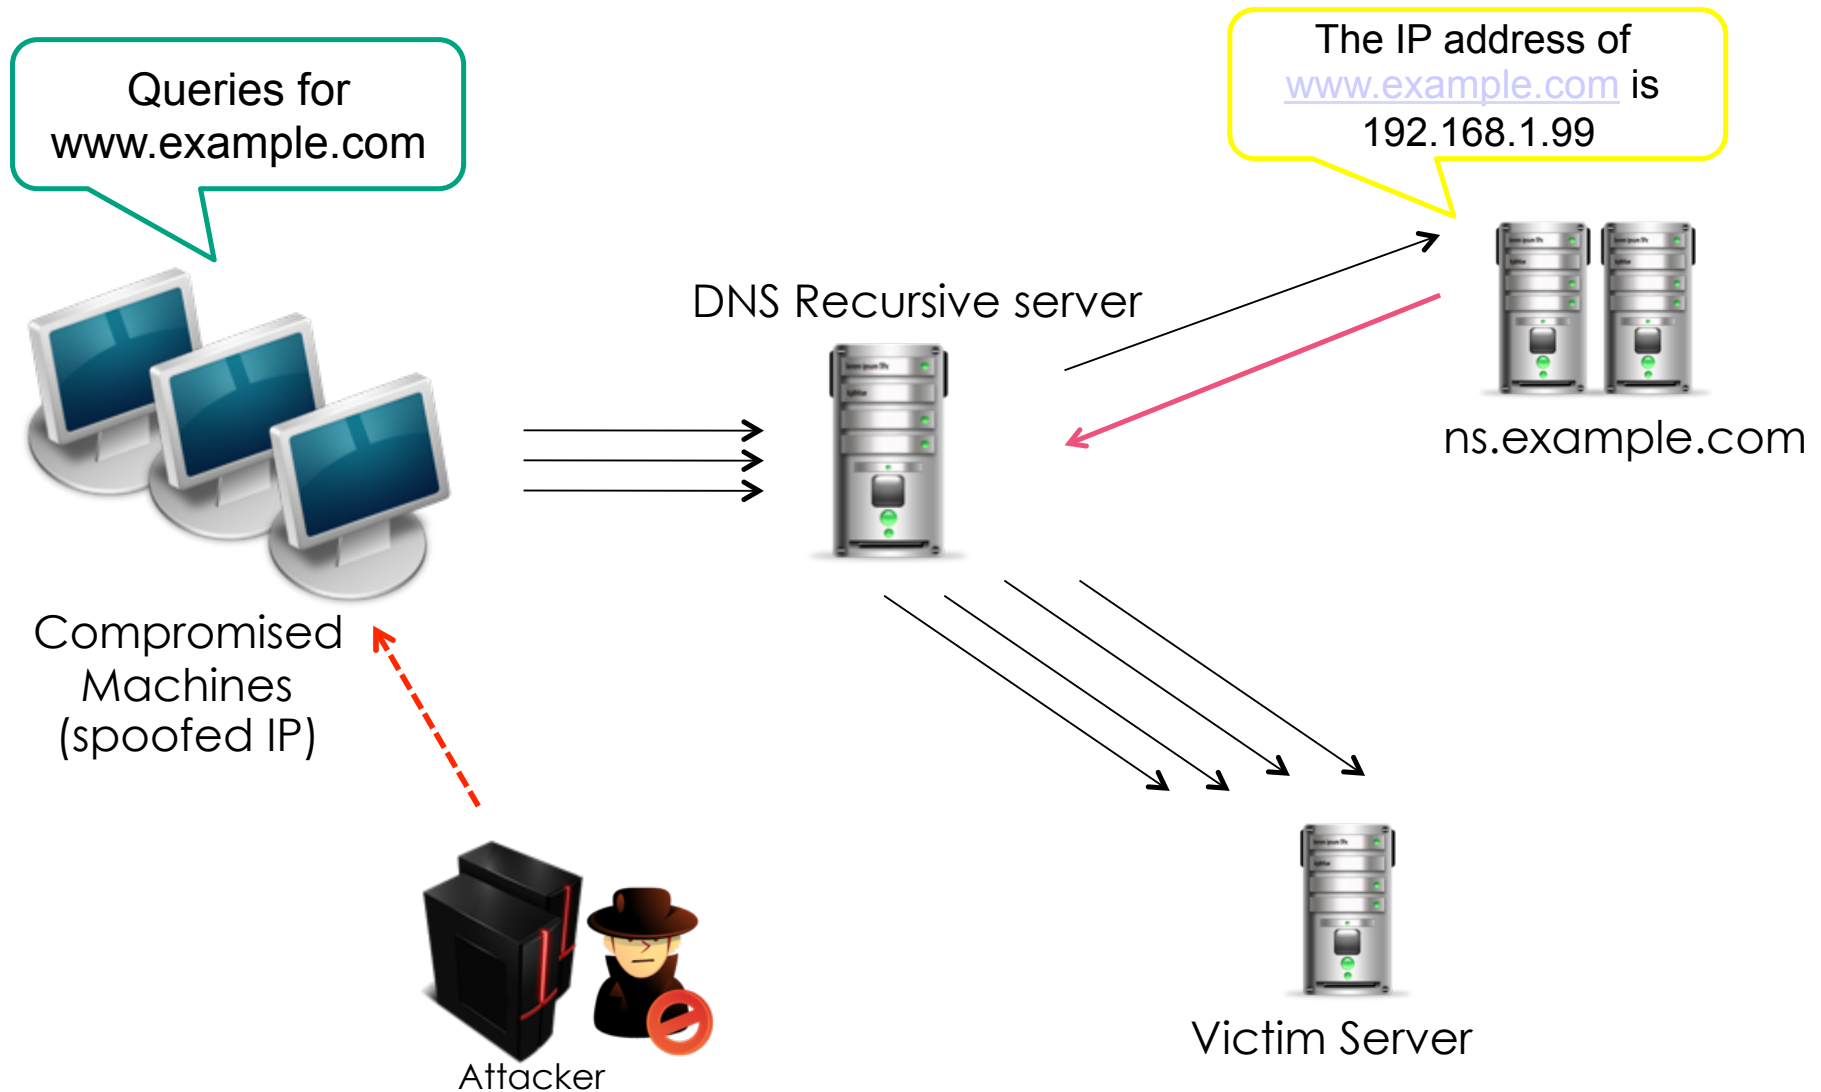 Queries for
www.example.com
The IP address of
www.example.com is
192.168.1.99
DNS Recursive server
ns.example.com
Compromised
Machines
(spoofed IP)
Attacker
Victim Server